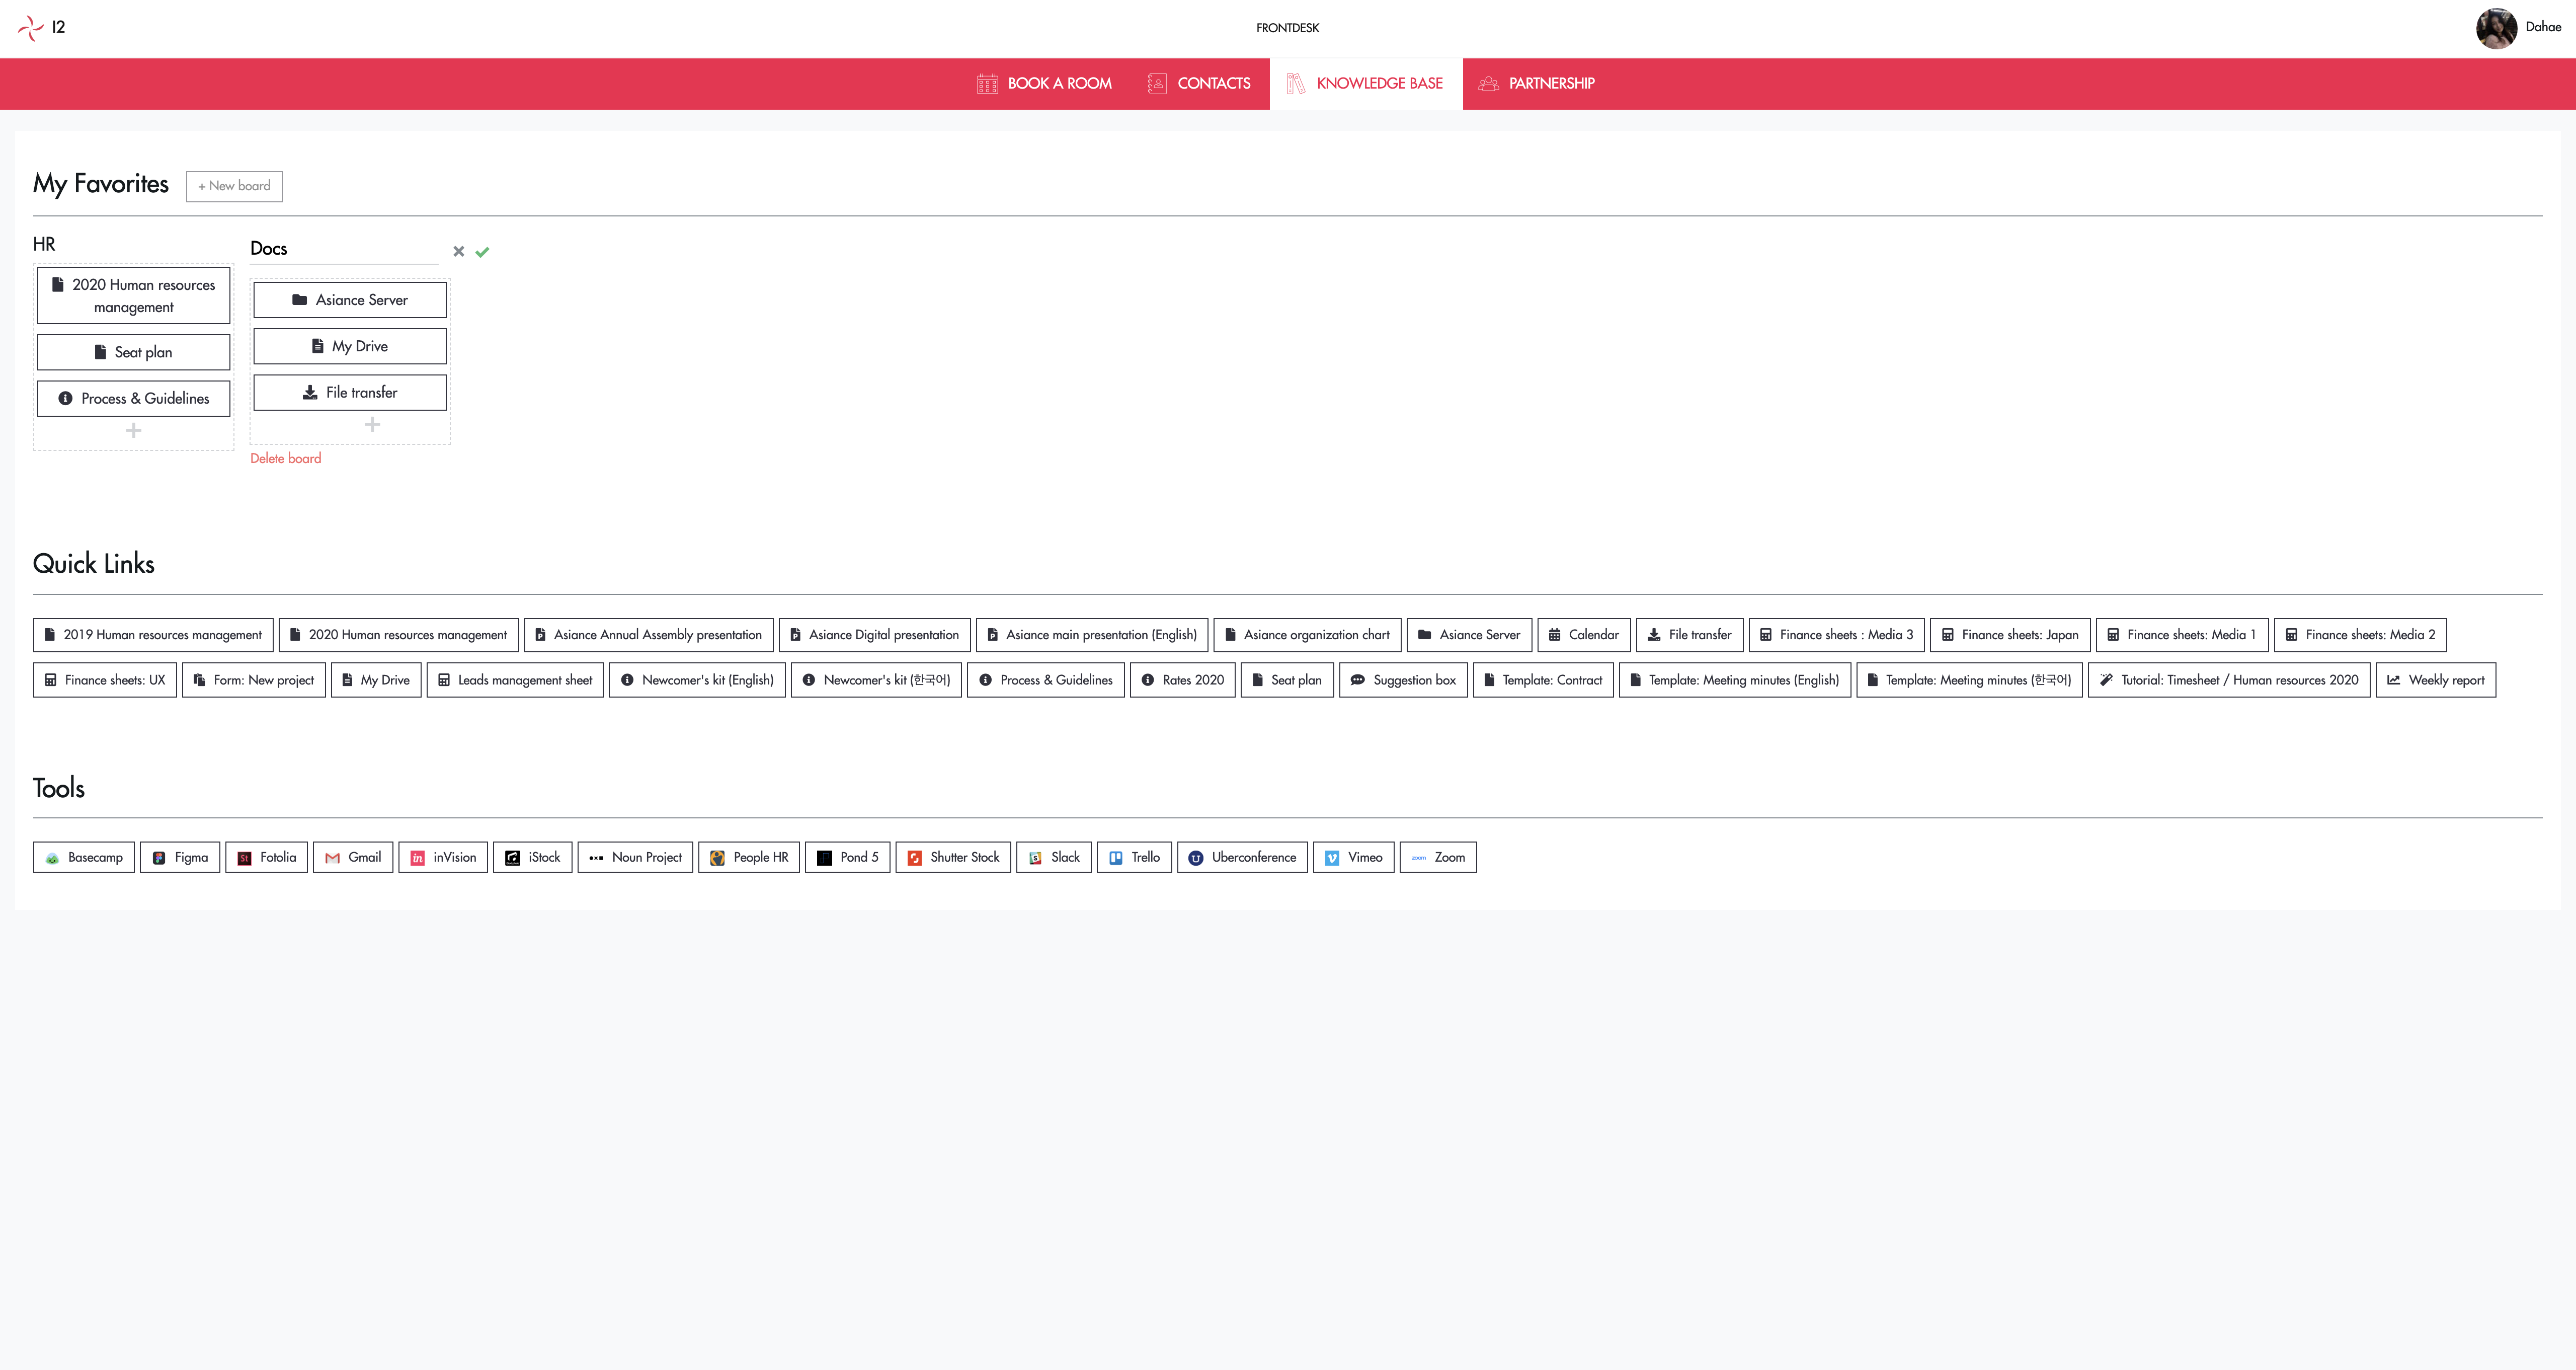 I2
FRONTDESK
Dahae
BOOK A ROOM CONTACTS KNOWLEDGE BASE PARTNERSHIP
My Favorites + New board
HR
2020 Human resources
management
Seat plan
Process & Guidelines
Docs
Asiance Server
My Drive
File transfer
Delete board
Quick Links
2019 Human resources management 2020 Human resources management Asiance Annual Assembly presentation Asiance Digital presentation Asiance main presentation (English) Asiance organization chart Asiance Server Calendar File transfer Finance sheets : Media 3 Finance sheets: Japan Finance sheets: Media 1 Finance sheets: Media 2
Finance sheets: UX Form: New project My Drive Leads management sheet Newcomer's kit (English) Newcomer's kit (한국어) Process & Guidelines Rates 2020 Seat plan Suggestion box Template: Contract Template: Meeting minutes (English) Template: Meeting minutes (한국어) Tutorial: Timesheet / Human resources 2020 Weekly report
Tools
Basecamp Figma St Fotolia Gmail in inVision iStock Noun Project People HR Pond 5 Shutter Stock Slack Trello Uberconference Vimeo zoom Zoom